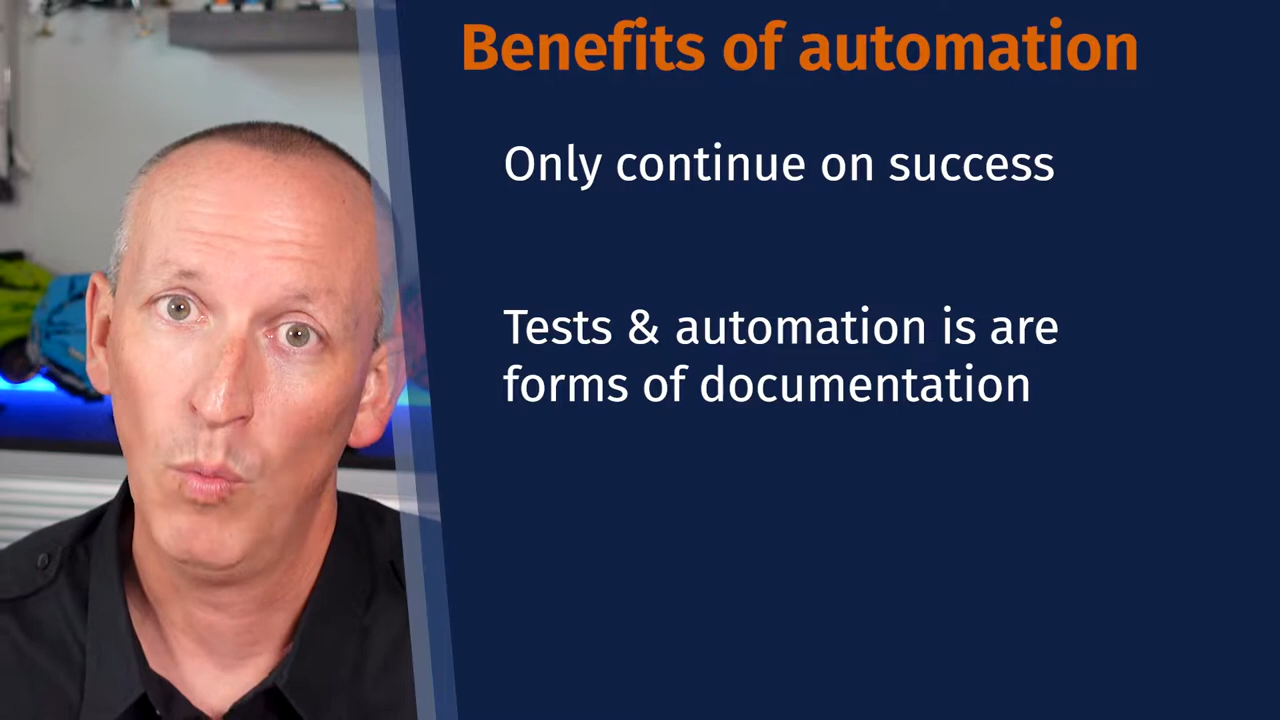 Benefits of automation
Only continue on success
Tests & automation is are
forms of documentation